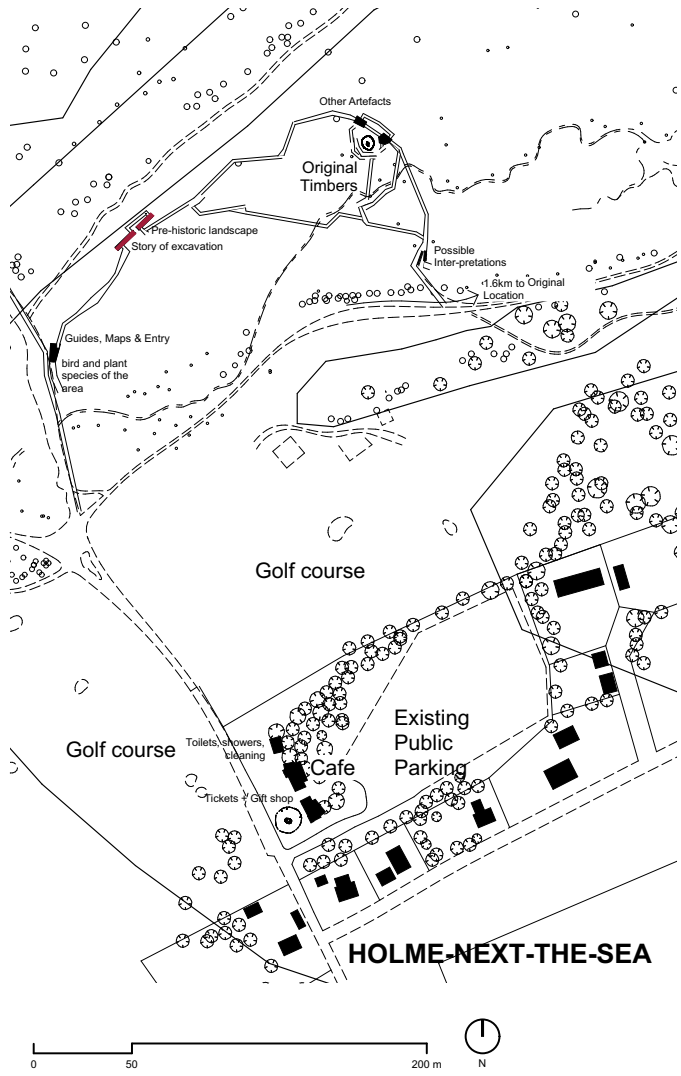 Other Artefacts
Original
Timbers
Pre-historic landscape
Story of excavation
Possible
Inter-pretations
1.6km to Original
Location
Guides, Maps & Entry
bird and plant
species of the
area
Golf course
Golf course
Existing
Public
Parking
Toilets, showers,
cleaning
Cafe
Tickets + Gift shop
HOLME-NEXT-THE-SEA
0 50 200 m
N